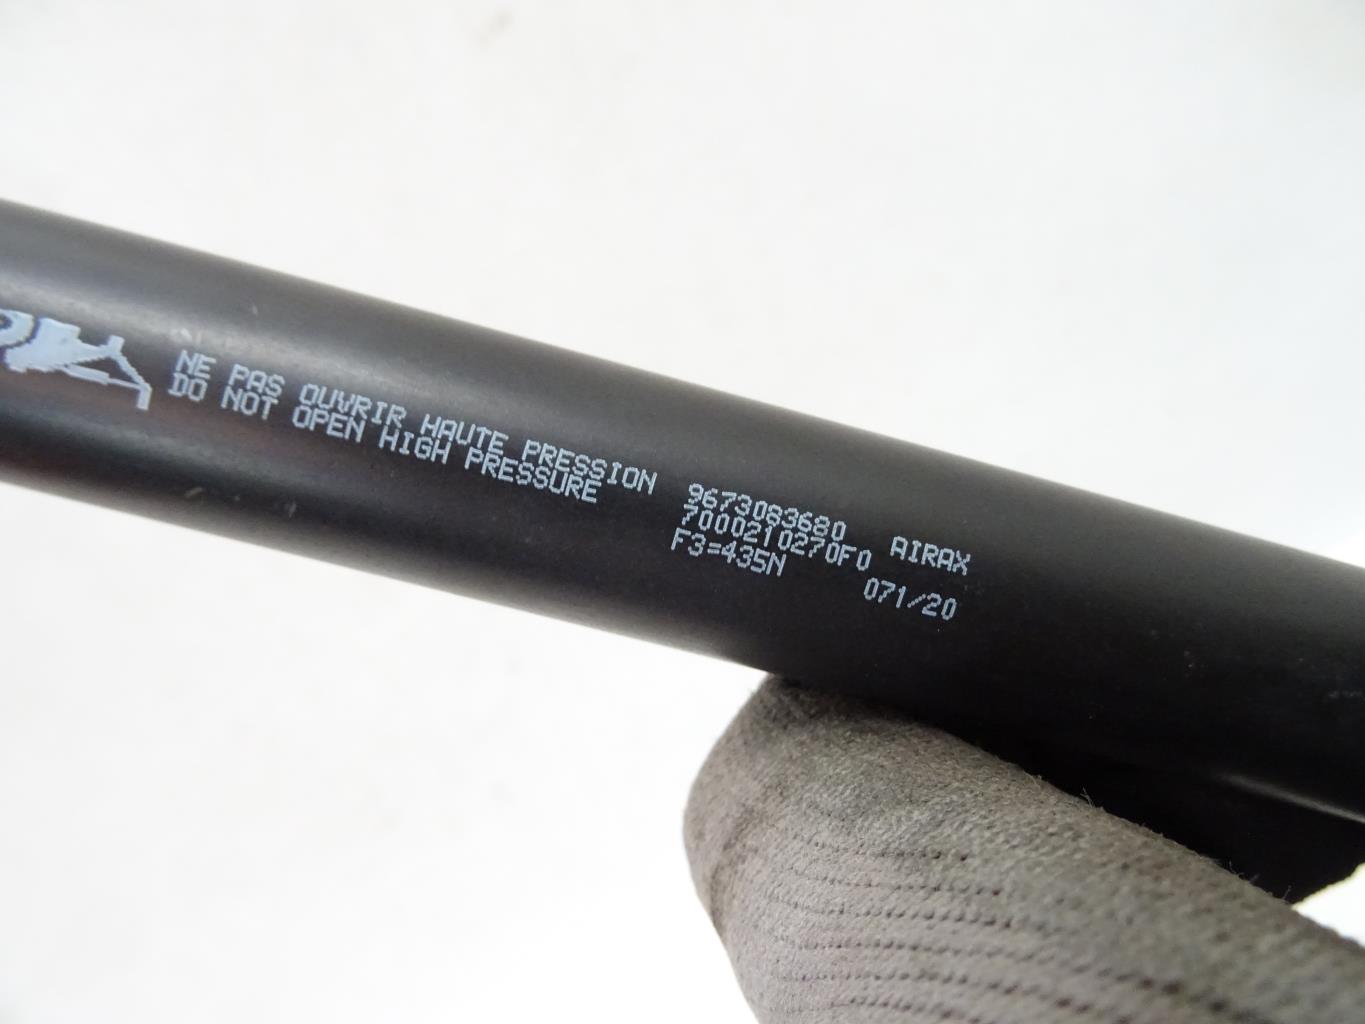 NE PAS OUVRIR HAUTE PRESSION
DO NOT OPEN HIGH PRESSURE
9673083680 AIRAX
7000210270F0
F3=435N 071/20